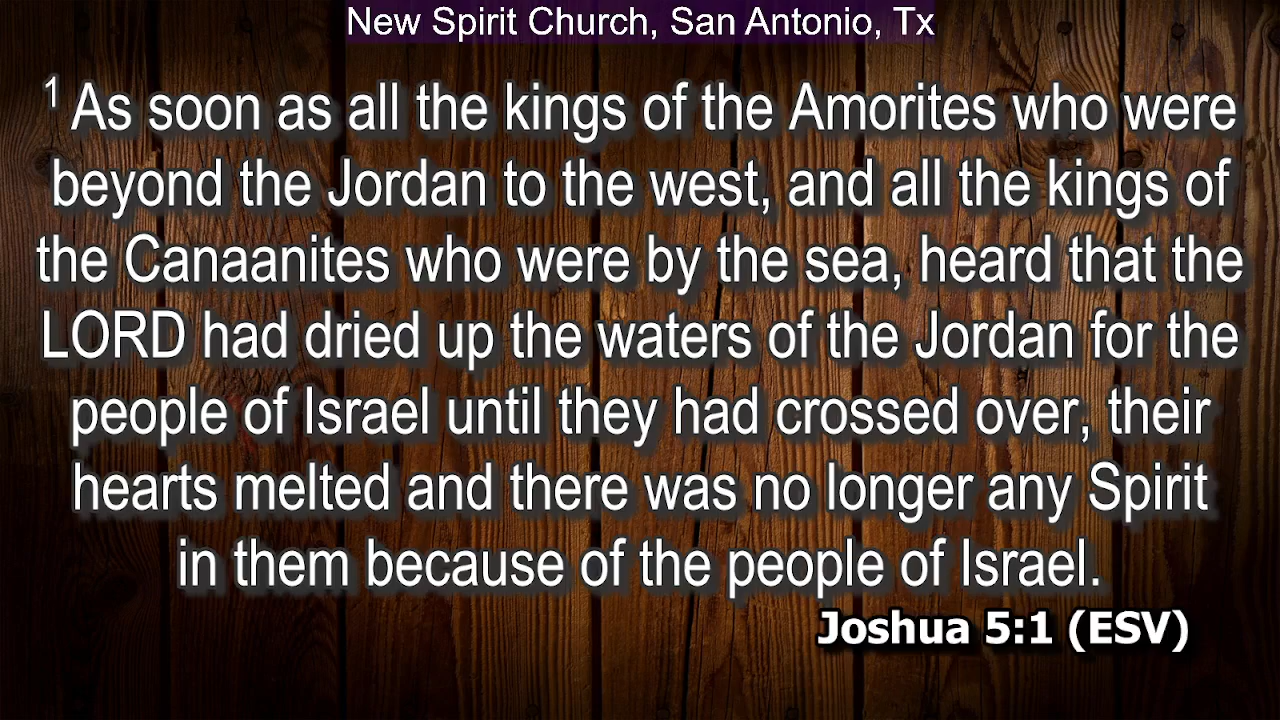 New Spirit Church, San Antonio, Tx
1 As soon as all the kings of the Amorites who were
beyond the Jordan to the west, and all the kings of
the Canaanites who were by the sea, heard that the
LORD had dried up the waters of the Jordan for the
people of Israel until they had crossed over, their
hearts melted and there was no longer any Spirit
in them because of the people of Israel.
Joshua 5:1 (ESV)